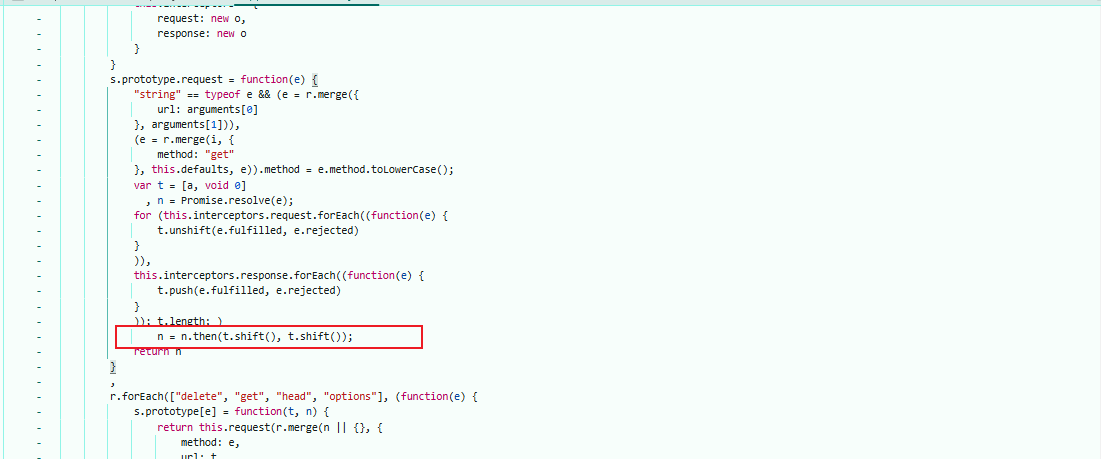 request: new o,
response: new o
}
}
s.prototype.request = function(e) {
"string" == typeof e && (e = r.merge({
url: arguments[0]
}, arguments[1])),
(e = r.merge(i, {
method: "get"
}, this.defaults, e)).method = e.method.toLowerCase();
var t = [a, void 0]
, n = Promise.resolve(e);
for (this.interceptors.request.forEach((function(e) {
t.unshift(e.fulfilled, e.rejected)
}
)),
this.interceptors.response.forEach((function(e) {
t.push(e.fulfilled, e.rejected)
}
)); t.length; )
n = n.then(t.shift(), t.shift());
return n
}
,
r.forEach(["delete", "get", "head", "options"], (function(e) {
s.prototype[e] = function(t, n) {
return this.request(r.merge(n || {}, {
method: e,
url: t